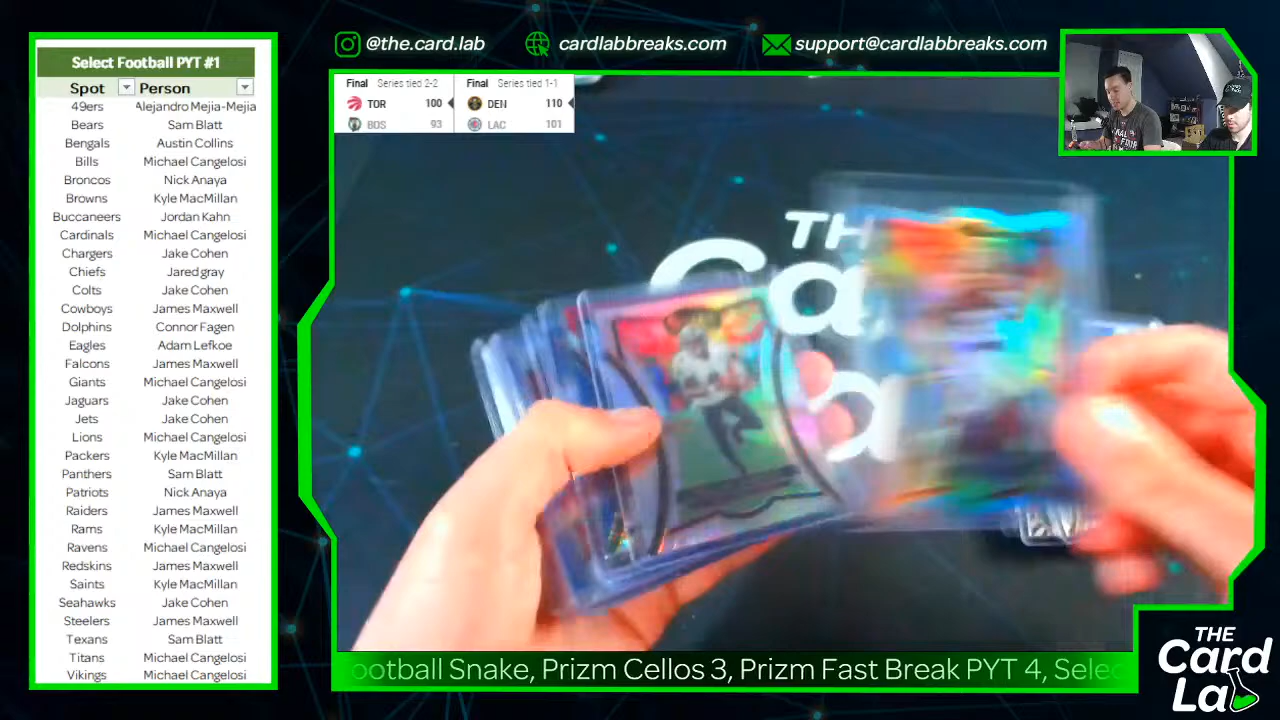 Select Football PYT #1
Spot Person
49ers Alejandro Mejia-Mejia
Bears Sam Blatt
Bengals Austin Collins
Bills Michael Cangelosi
Broncos Nick Anaya
Browns Kyle MacMillan
Buccaneers Jordan Kahn
Cardinals Michael Cangelosi
Chargers Jake Cohen
Chiefs Jared gray
Colts Jake Cohen
Cowboys James Maxwell
Dolphins Connor Fagen
Eagles Adam Lefkoe
Falcons James Maxwell
Giants Michael Cangelosi
Jaguars Jake Cohen
Jets Jake Cohen
Lions Michael Cangelosi
Packers Kyle MacMillan
Panthers Sam Blatt
Patriots Nick Anaya
Raiders James Maxwell
Rams Kyle MacMillan
Ravens Michael Cangelosi
Redskins James Maxwell
Saints Kyle MacMillan
Seahawks Jake Cohen
Steelers James Maxwell
Texans Sam Blatt
Titans Michael Cangelosi
Vikings Michael Cangelosi
@the.card.lab cardlabbreaks.com support@cardlabbreaks.com
Final Series tied 2-2 Final Series tied 1-1
TOR 100 DEN 110
BOS 93 LAC 101
TH
Ca
ootball Snake, Prizm Cellos 3, Prizm Fast Break PYT 4, Selec
THE
Card
Lab